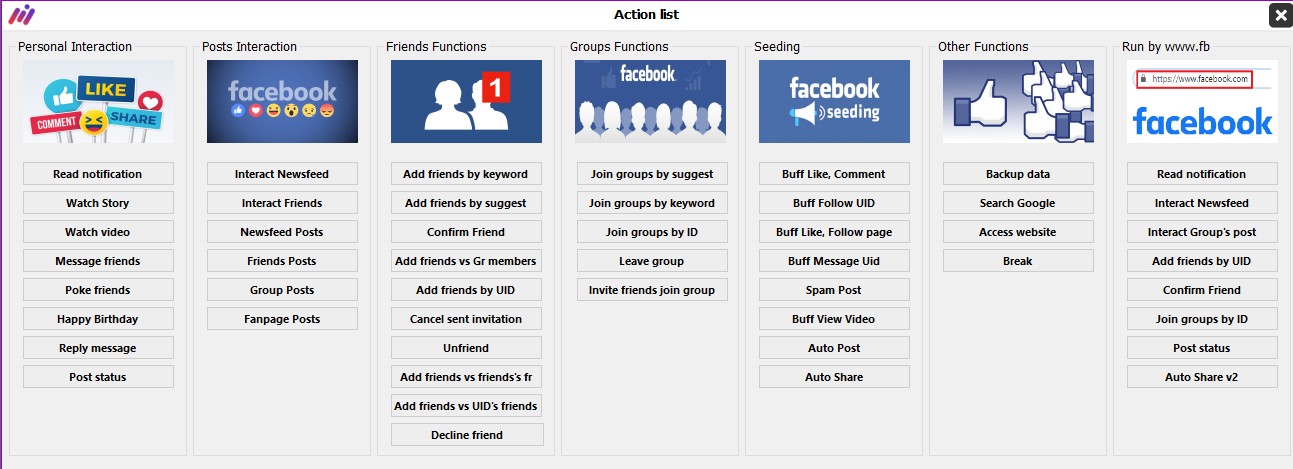 Action list
Personal Interaction
LIKE
COMMENT
SHARE
Read notification
Watch Story
Watch video
Message friends
Poke friends
Happy Birthday
Reply message
Post status
Posts Interaction
facebook
Interact Newsfeed
Interact Friends
Newsfeed Posts
Friends Posts
Group Posts
Fanpage Posts
Friends Functions
1
Add friends by keyword
Add friends by suggest
Confirm Friend
Add friends vs Gr members
Add friends by UID
Cancel sent invitation
Unfriend
Add friends vs friends's fr
Add friends vs UID's friends
Decline friend
Groups Functions
facebook
Join groups by suggest
Join groups by keyword
Join groups by ID
Leave group
Invite friends join group
Seeding
facebook
seeding
Buff Like, Comment
Buff Follow UID
Buff Like, Follow page
Buff Message Uid
Spam Post
Buff View Video
Auto Post
Auto Share
Other Functions
Backup data
Search Google
Access website
Break
Run by www.fb
https://www.facebook.com
facebook
Read notification
Interact Newsfeed
Interact Group's post
Add friends by UID
Confirm Friend
Join groups by ID
Post status
Auto Share v2